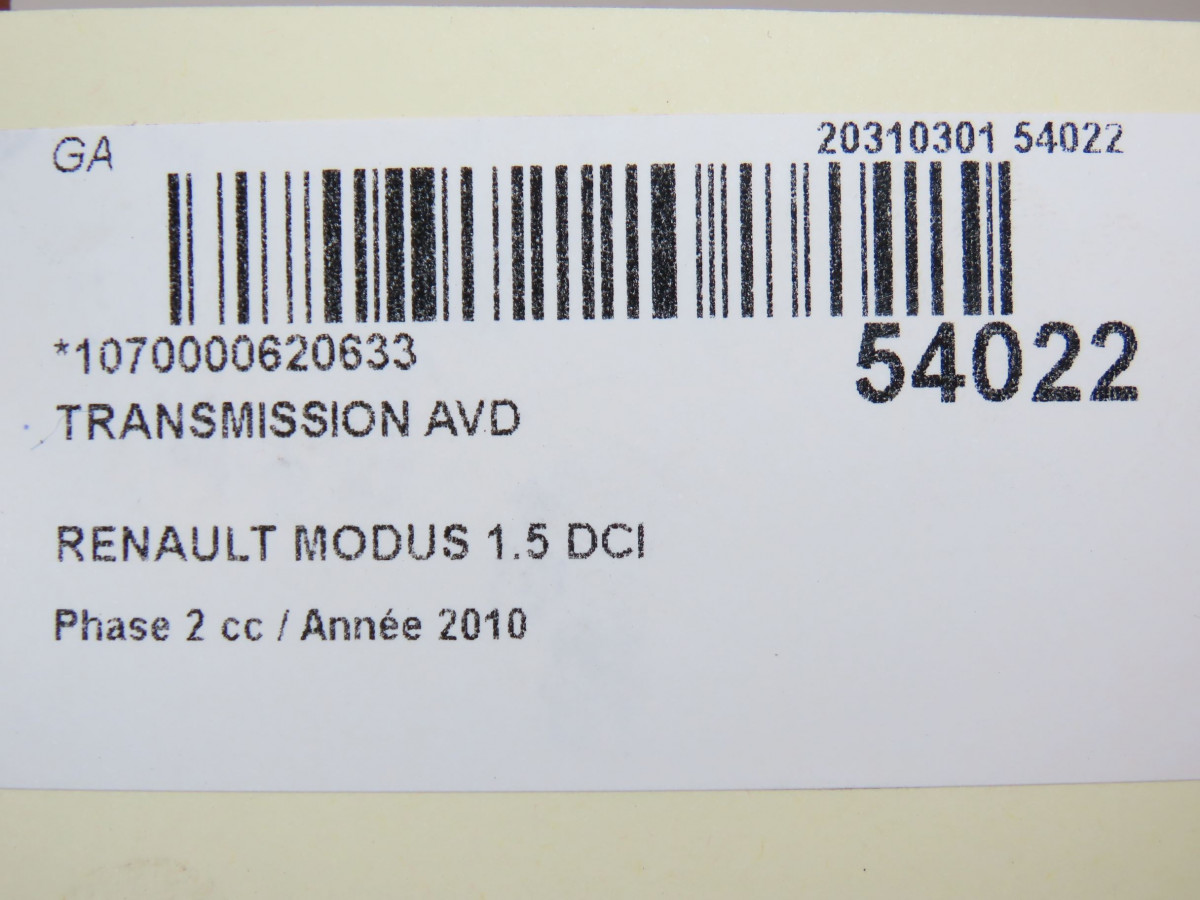 GA
20310301 54022
*1070000620633
54022
TRANSMISSION AVD
RENAULT MODUS 1.5 DCI
Phase 2 cc / Année 2010